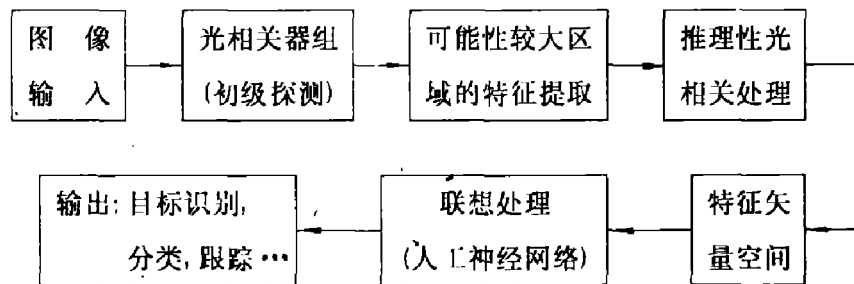 图像
输入
光相关器组
(初级探测)
可能性较大区
域的特征提取
推理性光
相关处理
输出:目标识别,
分类,跟踪…
联想处理
(人工神经网络)
特征矢
量空间